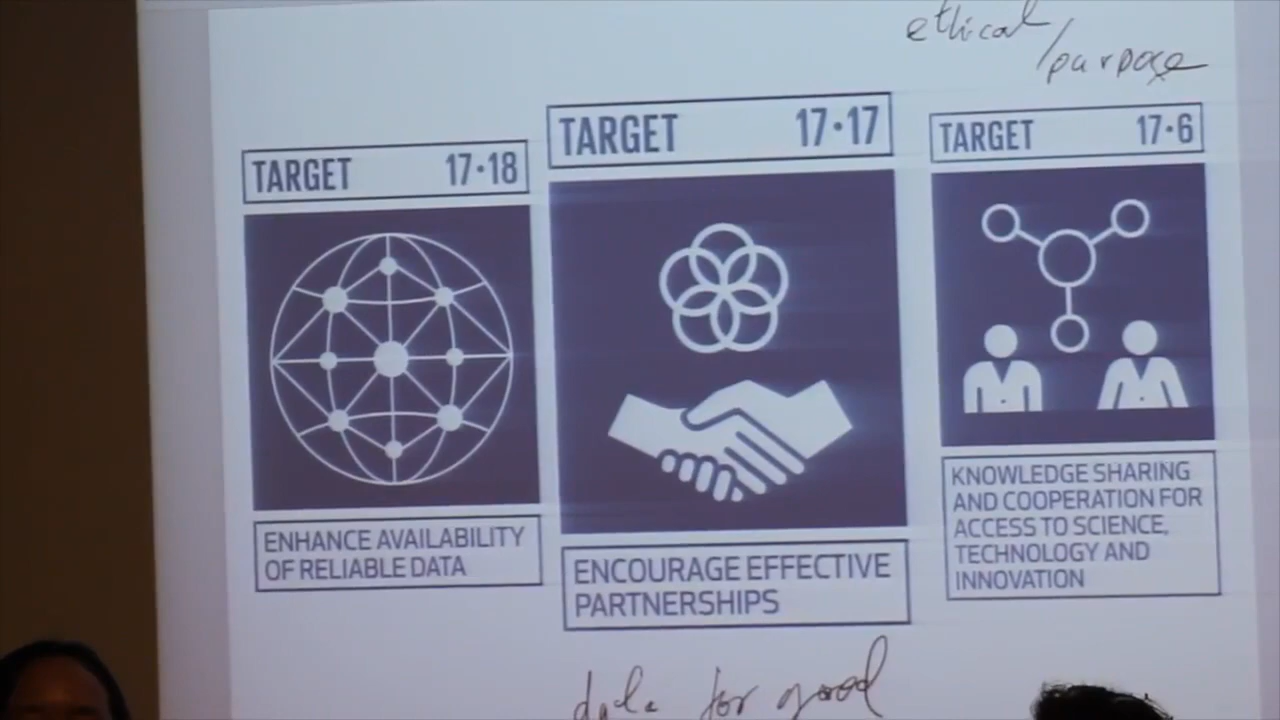 ethical
/purpose
TARGET 17·18
ENHANCE AVAILABILITY
OF RELIABLE DATA
TARGET 17·17
ENCOURAGE EFFECTIVE
PARTNERSHIPS
TARGET 17·6
KNOWLEDGE SHARING
AND COOPERATION FOR
ACCESS TO SCIENCE,
TECHNOLOGY AND
INNOVATION
data for good